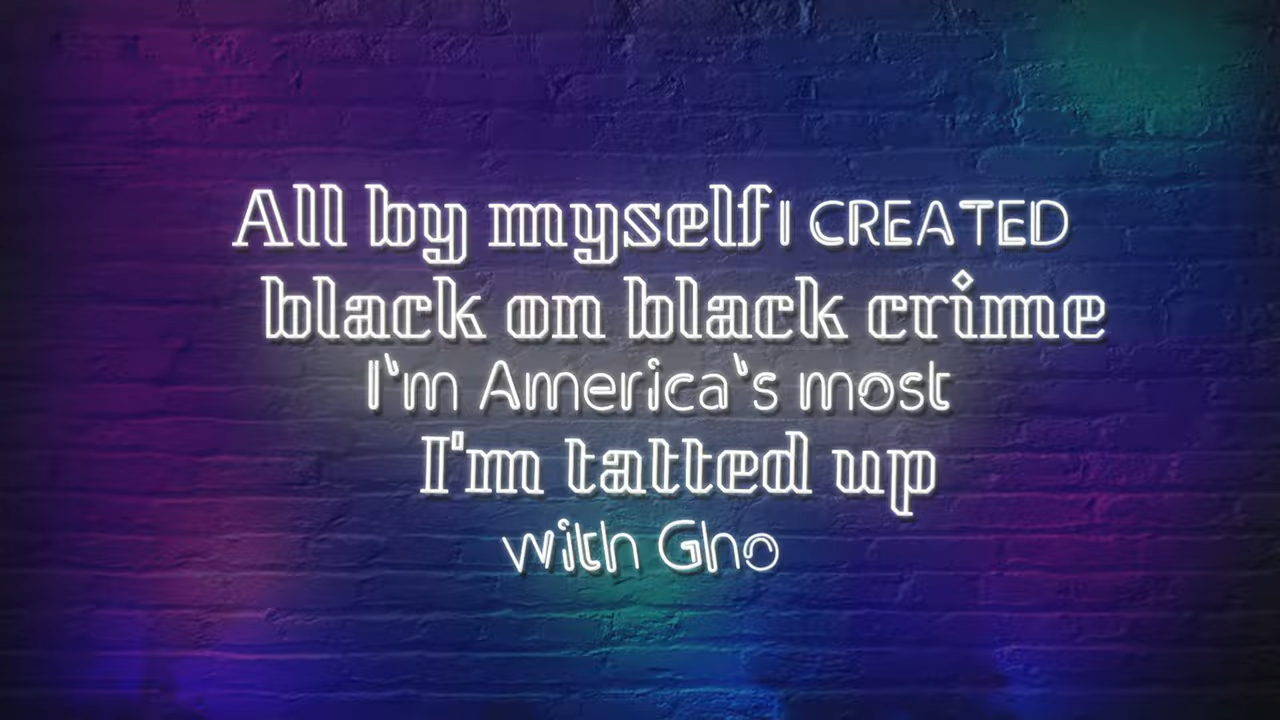 All by myself I CREATED
black on black crime
I'm America's most
I'm tatted up
with Gho